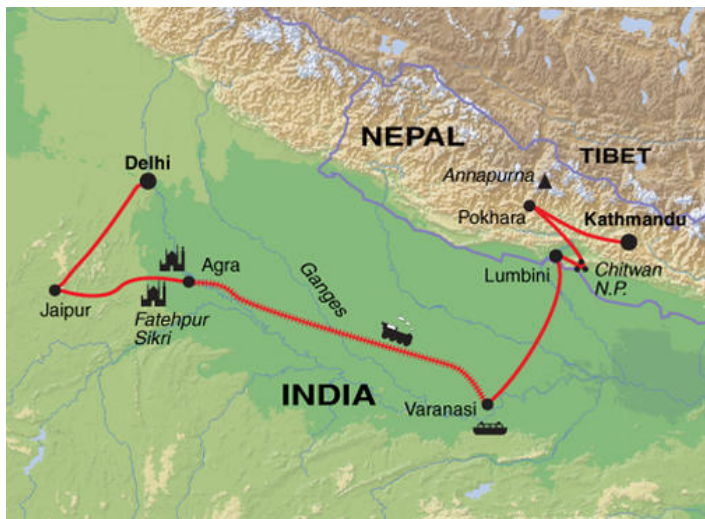 NEPAL
Delhi
TIBET
Annapurna
Pokhara
Kathmandu
Lumbini
Chitwan
N.P.
Agra
Jaipur
Fatehpur
Sikri
Ganges
INDIA
Varanasi